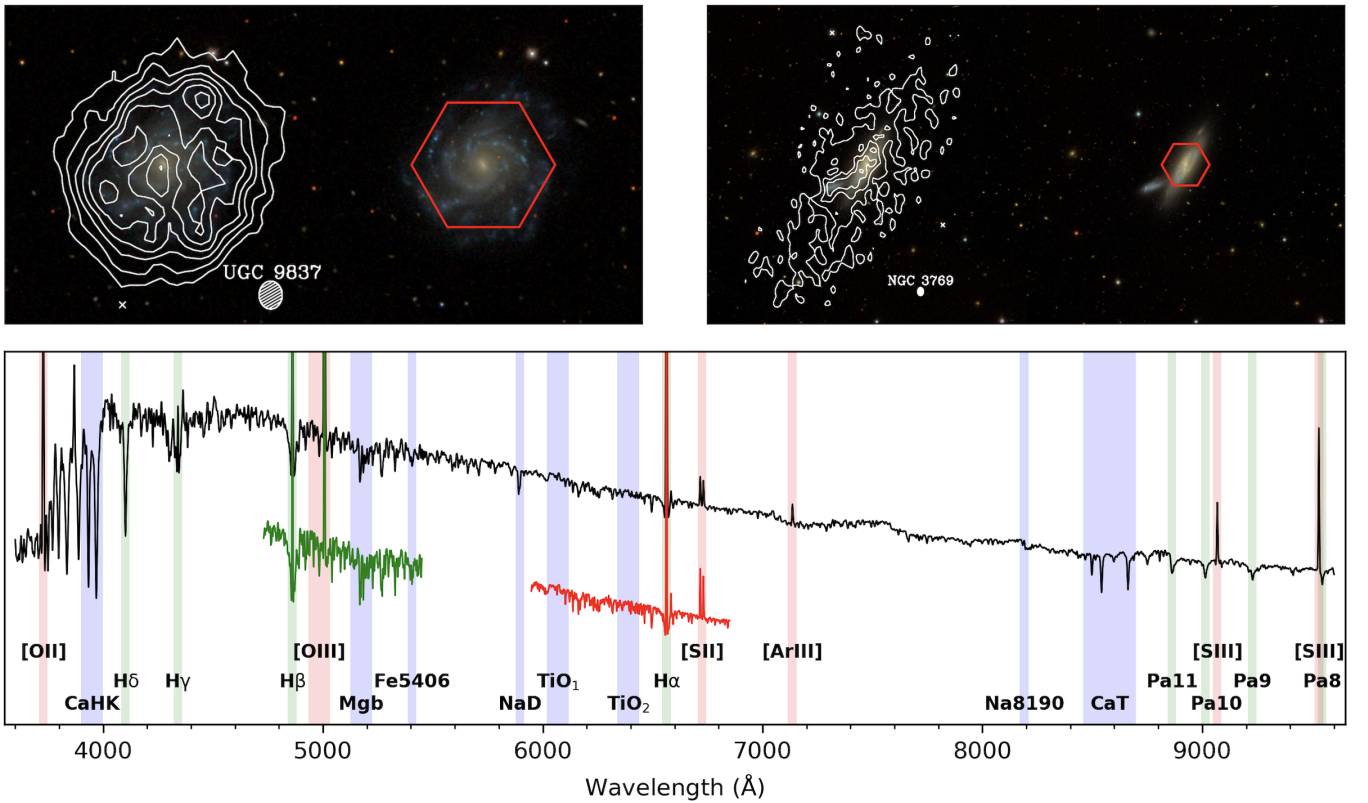 UGC 9837
NGC 3769
[OII] [OIII] [SII] [ArIII] [SIII] [SIII]
Hδ Hγ Hβ Fe5406 TiO₁ Hα Pa11 Pa9 Pa8
CaHK Mgb NaD TiO₂ Na8190 CaT Pa10
4000 5000 6000 7000 8000 9000
Wavelength (Å)